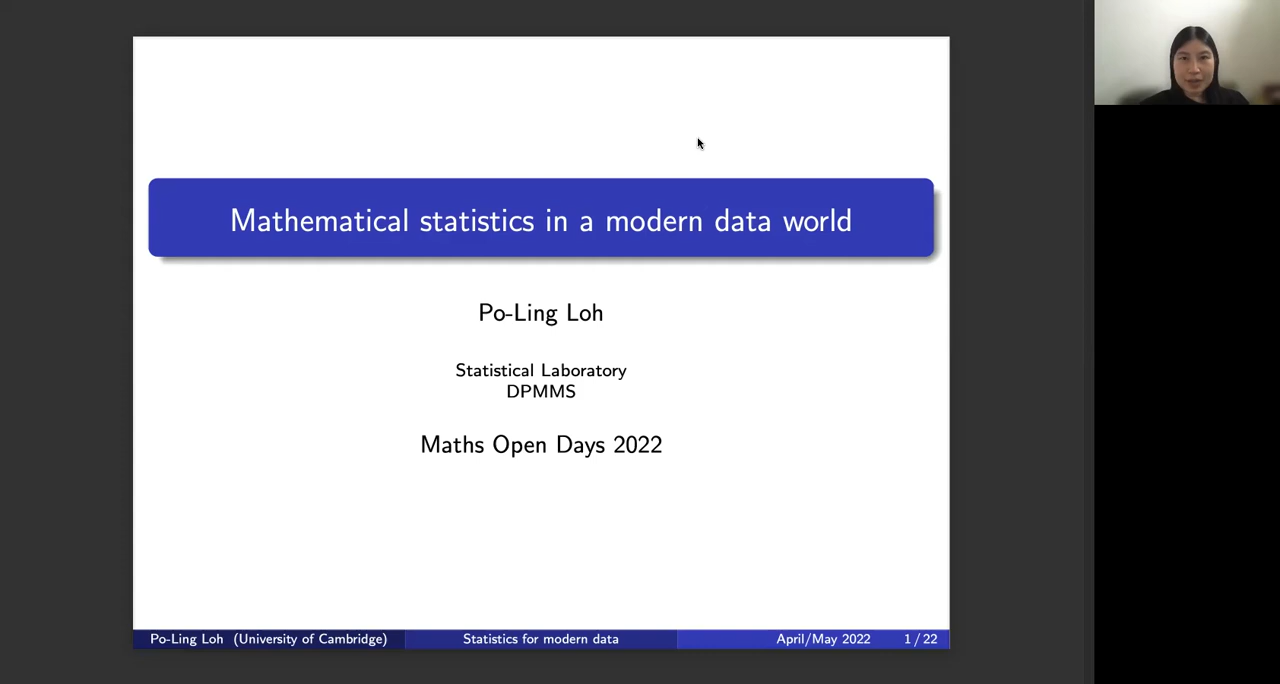 Mathematical statistics in a modern data world
Po-Ling Loh
Statistical Laboratory
DPMMS
Maths Open Days 2022
Po-Ling Loh (University of Cambridge) Statistics for modern data April/May 2022 1 / 22